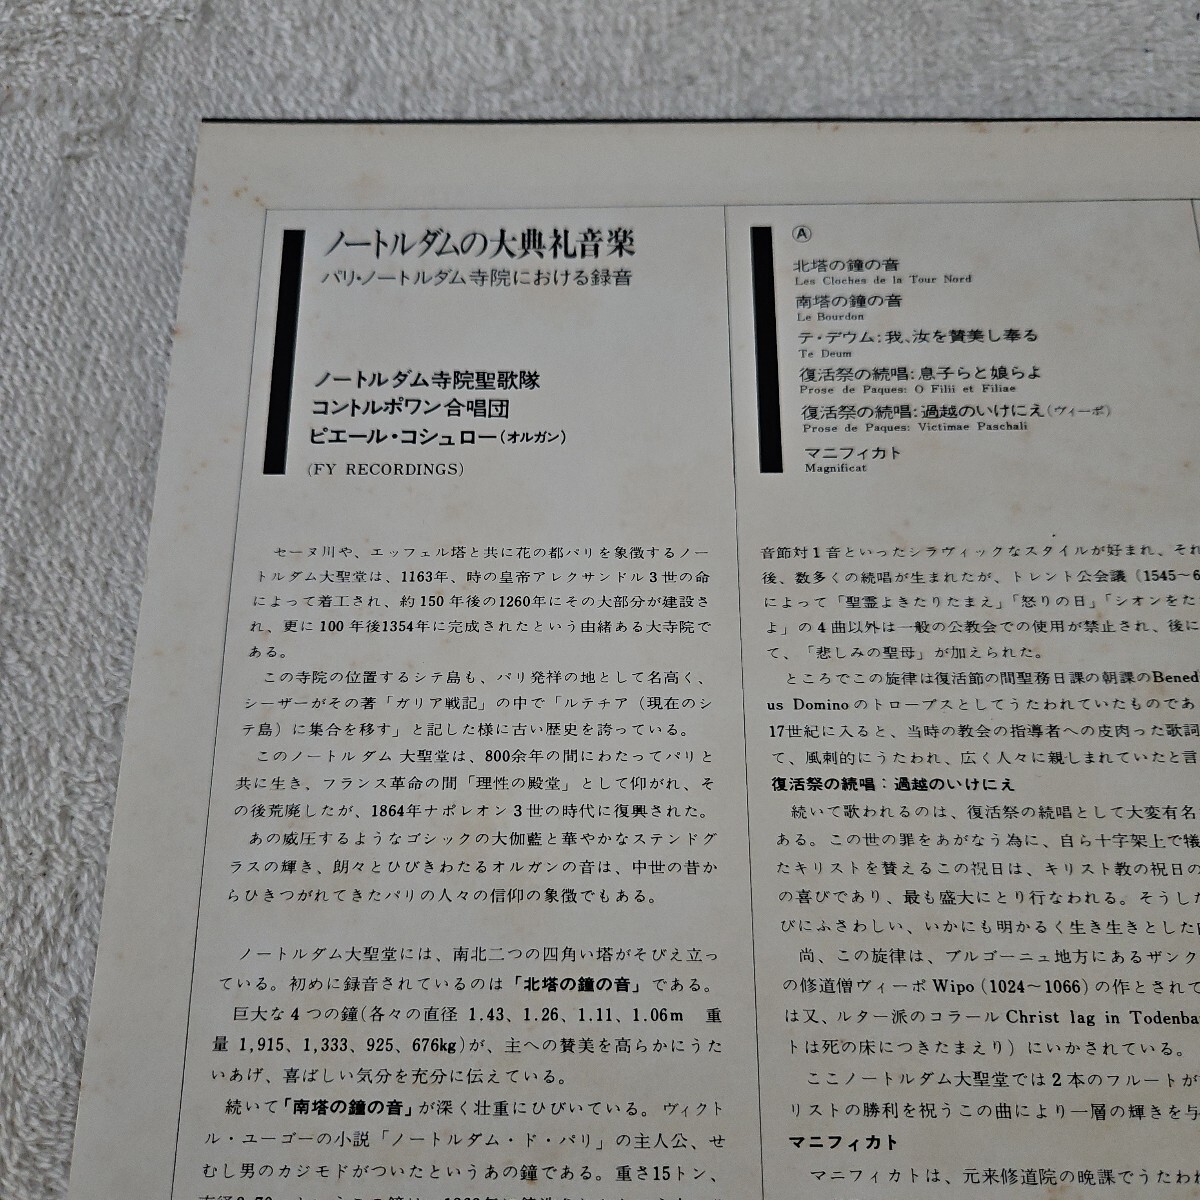 ノートルダムの大典礼音楽
パリ・ノートルダム寺院における録音
ノートルダム寺院聖歌隊
コントルポワン合唱団
ピエール・コシュロー(オルガン)
(FY RECORDINGS)
Ⓐ
北塔の鐘の音
Les Cloches de la Tour Nord
南塔の鐘の音
Le Bourdon
テ・デウム：我、汝を賛美し奉る
Te Deum
復活祭の続唱：息子らと娘らよ
Prose de Paques: O Filii et Filiae
復活祭の続唱：過越のいけにえ(ヴィーポ)
Prose de Paques: Victimae Paschali
マニフィカト
Magnificat
セーヌ川や、エッフェル塔と共に花の都パリを象徴するノー
トルダム大聖堂は、1163年、時の皇帝アレクサンドル3世の命
によって着工され、約150年後の1260年にその大部分が建設さ
れ、更に100年後1354年に完成されたという由緒ある大寺院で
ある。
この寺院の位置するシテ島も、パリ発祥の地として名高く、
シーザーがその著「ガリア戦記」の中で「ルテチア（現在のシ
テ島）に集合を移す」と記した様に古い歴史を誇っている。
このノートルダム大聖堂は、800余年の間にわたってパリと
共に生き、フランス革命の間「理性の殿堂」として仰がれ、そ
の後荒廃したが、1864年ナポレオン3世の時代に復興された。
あの威圧するようなゴシックの大伽藍と華やかなステンドグ
ラスの輝き、朗々とひびきわたるオルガンの音は、中世の昔か
らひきつがれてきたパリの人々の信仰の象徴でもある。
ノートルダム大聖堂には、南北二つの四角い塔がそびえ立っ
ている。初めに録音されているのは「北塔の鐘の音」である。
巨大な4つの鐘(各々の直径 1.43、1.26、1.11、1.06m 重
量 1,915、1,333、925、676kg)が、主への賛美を高らかにうた
いあげ、喜ばしい気分を充分に伝えている。
続いて「南塔の鐘の音」が深く壮重にひびいている。ヴィクト
ル・ユーゴーの小説「ノートルダム・ド・パリ」の主人公、せ
むし男のカジモドがついたというあの鐘である。重さ15トン、
音節対1音といったシラヴィックなスタイルが好まれ、それ
後、数多くの続唱が生まれたが、トレント公会議（1545〜6
によって「聖霊よきたりたまえ」「怒りの日」「シオンをた
よ」の4曲以外は一般の公教会での使用が禁止され、後に
て、「悲しみの聖母」が加えられた。
ところでこの旋律は復活節の間聖務日課の朝課のBened
us Dominoのトロープスとしてうたわれていたものであ
17世紀に入ると、当時の教会の指導者への皮肉った歌詞
て、風刺的にうたわれ、広く人々に親しまれていたと言
復活祭の続唱：過越のいけにえ
続いて歌われるのは、復活祭の続唱として大変有名
ある。この世の罪をあがなう為に、自ら十字架上で犠
たキリストを賛えるこの祝日は、キリスト教の祝日の
の喜びであり、最も盛大にとり行なわれる。そうした
びにふさわしい、いかにも明かるく生き生きとした
尚、この旋律は、ブルゴーニュ地方にあるザンク
の修道僧ヴィーポWipo（1024〜1066）の作とされて
は又、ルター派のコラールChrist lag in Todenba
トは死の床につきたまえり）にいかされている。
ここノートルダム大聖堂では2本のフルートが
リストの勝利を祝うこの曲により一層の輝きを与
マニフィカト
マニフィカトは、元来修道院の晩課でうたわ